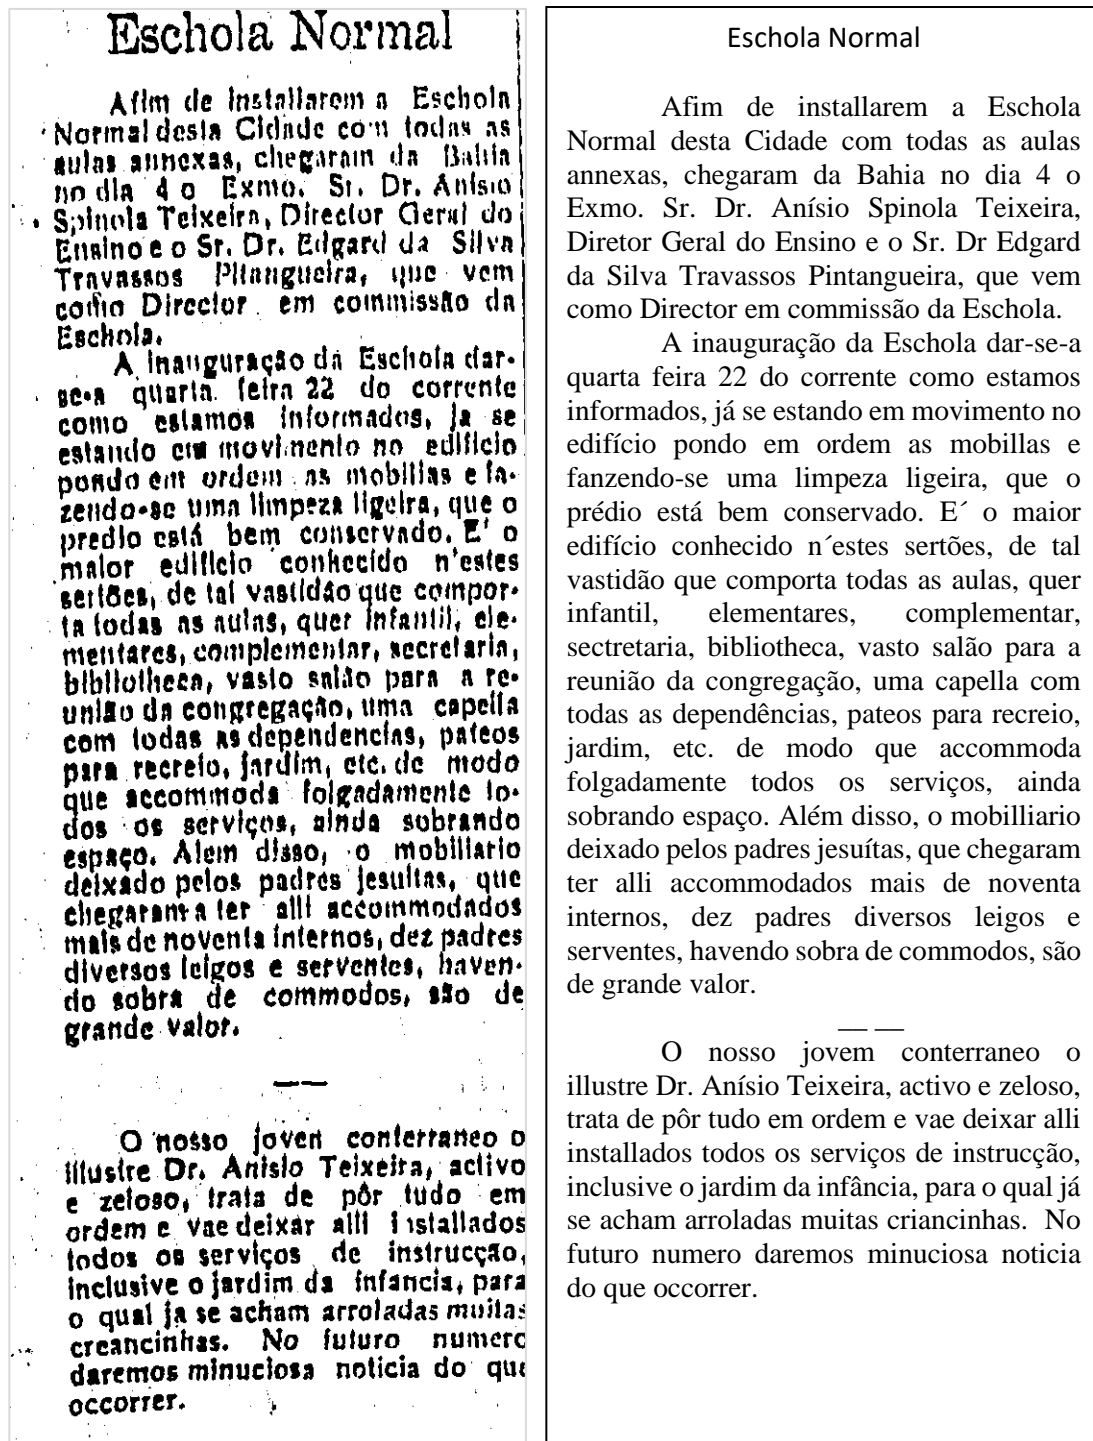 Eschola Normal
Afim de installarem a Eschola
Normal desta Cidade com todas as
aulas annexas, chegaram da Bahia
no dia 4 o Exmo. Sr. Dr. Anísio
Spinola Teixeira, Director Geral do
Ensino e o Sr. Dr. Edgard da Silva
Travassos Pitangueira, que vem
como Director em commissão da
Eschola.
A inauguração da Eschola dar-
se-a quarta feira 22 do corrente
como estamos informados, ja se
estando em movimento no edificio
pondo em ordem as mobilias e fa-
zendo-se uma limpeza ligeira, que o
predio está bem conservado. E' o
maior edificio conhecido n'estes
sertões, de tal vastidão que compor-
ta todas as aulas, quer infantil, ele-
mentares, complementar, secretaria,
bibliotheca, vasto salão para a re-
união da congregação, uma capella
com todas as dependencias, pateos
para recreio, jardim, etc. de modo
que accommoda folgadamente to-
dos os serviços, ainda sobrando
espaço. Alem disso, o mobiliario
deixado pelos padres jesuitas, que
chegaram a ter alli accommodados
mais de noventa internos, dez padres
diversos leigos e serventes, haven-
do sobra de commodos, são de
grande valor.
——
O nosso joven conterraneo o
illustre Dr. Anisio Teixeira, activo
e zeloso, trata de pôr tudo em
ordem e vae deixar alli installados
todos os serviços de instrucção,
inclusive o jardim da infancia, para
o qual ja se acham arroladas muitas
creancinhas. No futuro numero
daremos minuciosa noticia do que
occorrer.
Eschola Normal
Afim de installarem a Eschola
Normal desta Cidade com todas as aulas
annexas, chegaram da Bahia no dia 4 o
Exmo. Sr. Dr. Anísio Spinola Teixeira,
Diretor Geral do Ensino e o Sr. Dr Edgard
da Silva Travassos Pintangueira, que vem
como Director em commissão da Eschola.
A inauguração da Eschola dar-se-a
quarta feira 22 do corrente como estamos
informados, já se estando em movimento no
edifício pondo em ordem as mobillas e
fanzendo-se uma limpeza ligeira, que o
prédio está bem conservado. E´ o maior
edifício conhecido n´estes sertões, de tal
vastidão que comporta todas as aulas, quer
infantil, elementares, complementar,
sectretaria, bibliotheca, vasto salão para a
reunião da congregação, uma capella com
todas as dependências, pateos para recreio,
jardim, etc. de modo que accommoda
folgadamente todos os serviços, ainda
sobrando espaço. Além disso, o mobilliario
deixado pelos padres jesuítas, que chegaram
ter alli accommodados mais de noventa
internos, dez padres diversos leigos e
serventes, havendo sobra de commodos, são
de grande valor.
__ __
O nosso jovem conterraneo o
illustre Dr. Anísio Teixeira, activo e zeloso,
trata de pôr tudo em ordem e vae deixar alli
installados todos os serviços de instrucção,
inclusive o jardim da infância, para o qual já
se acham arroladas muitas criancinhas. No
futuro numero daremos minuciosa noticia
do que occorrer.